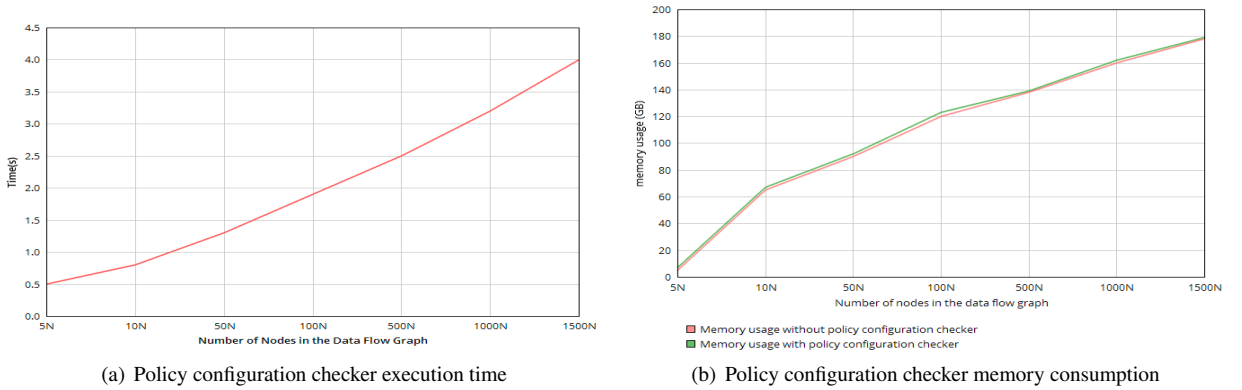 4.5
4.0
3.5
3.0
2.5
2.0
1.5
1.0
0.5
0.0
Time(s)
5N 10N 50N 100N 500N 1000N 1500N
Number of Nodes in the Data Flow Graph
(a) Policy configuration checker execution time
200
180
160
140
120
100
80
60
40
20
0
memory usage (GB)
5N 10N 50N 100N 500N 1000N 1500N
Number of nodes in the data flow graph
Memory usage without policy configuration checker
Memory usage with policy configuration checker
(b) Policy configuration checker memory consumption